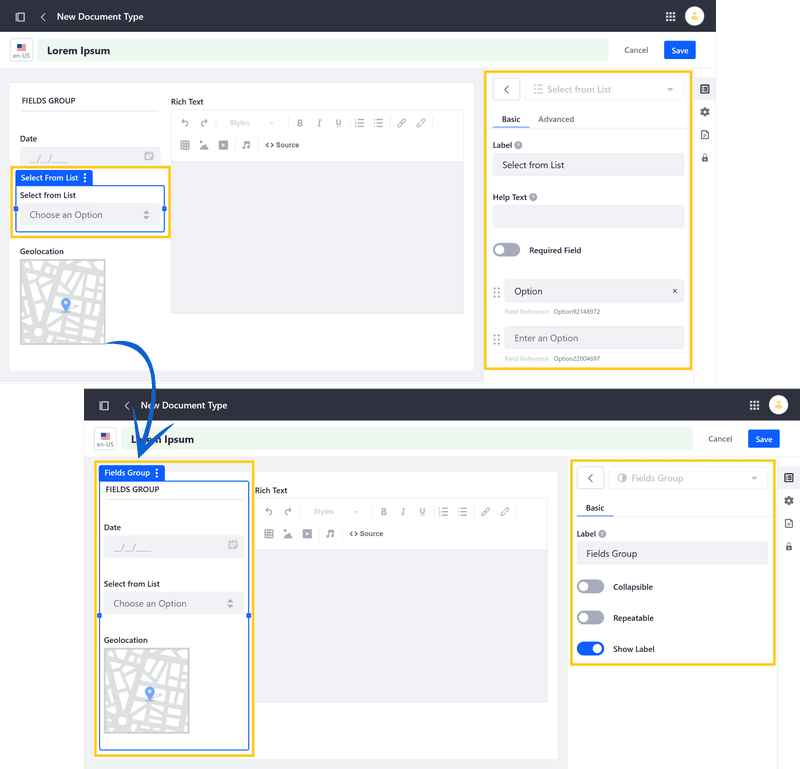 New Document Type
en-US
Lorem Ipsum
Cancel
Save
FIELDS GROUP
Date
__/__/____
Select From List
Select from List
Choose an Option
Geolocation
Rich Text
Styles
B I U
Source
Select from List
Basic Advanced
Label
Select from List
Help Text
Required Field
Option
Field Reference: Option92148972
Enter an Option
Field Reference: Option22004697
New Document Type
en-US
Lorem Ipsum
Cancel
Save
Fields Group
FIELDS GROUP
Date
__/__/____
Select from List
Choose an Option
Geolocation
Rich Text
Styles
B I U
Source
Fields Group
Basic
Label
Fields Group
Collapsible
Repeatable
Show Label